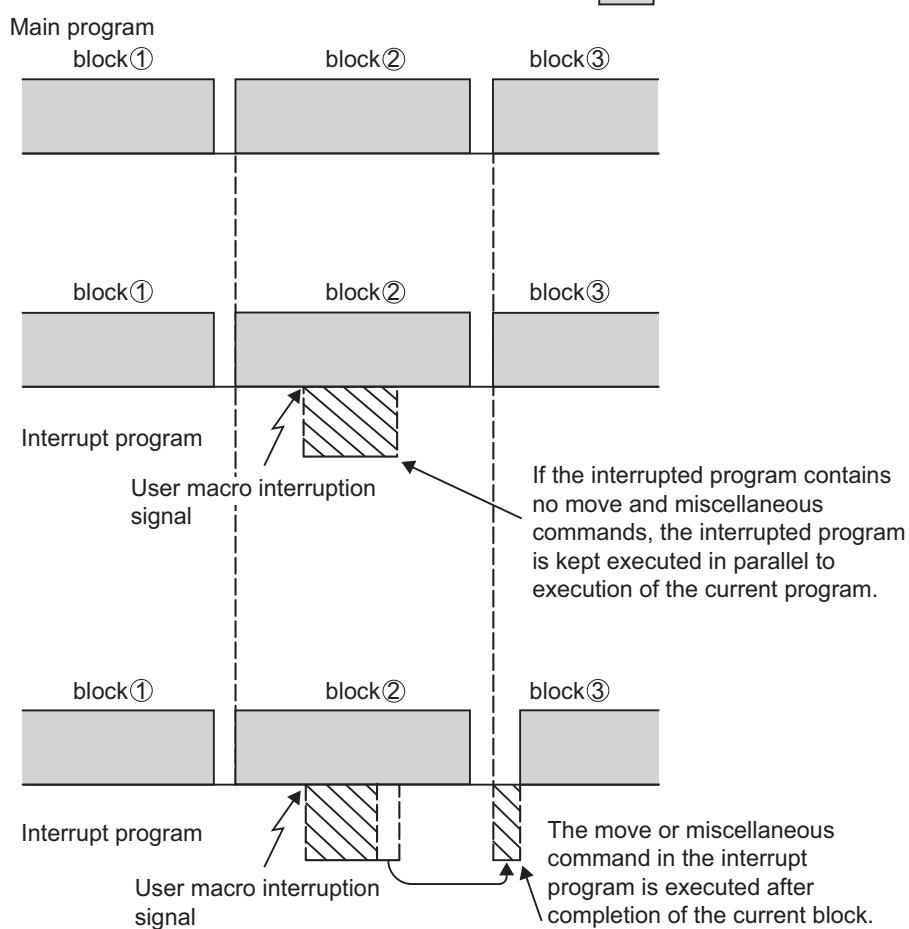 Main program
block① block② block③
block① block② block③
Interrupt program
User macro interruption
signal
If the interrupted program contains
no move and miscellaneous
commands, the interrupted program
is kept executed in parallel to
execution of the current program.
block① block② block③
Interrupt program
User macro interruption
signal
The move or miscellaneous
command in the interrupt
program is executed after
completion of the current block.